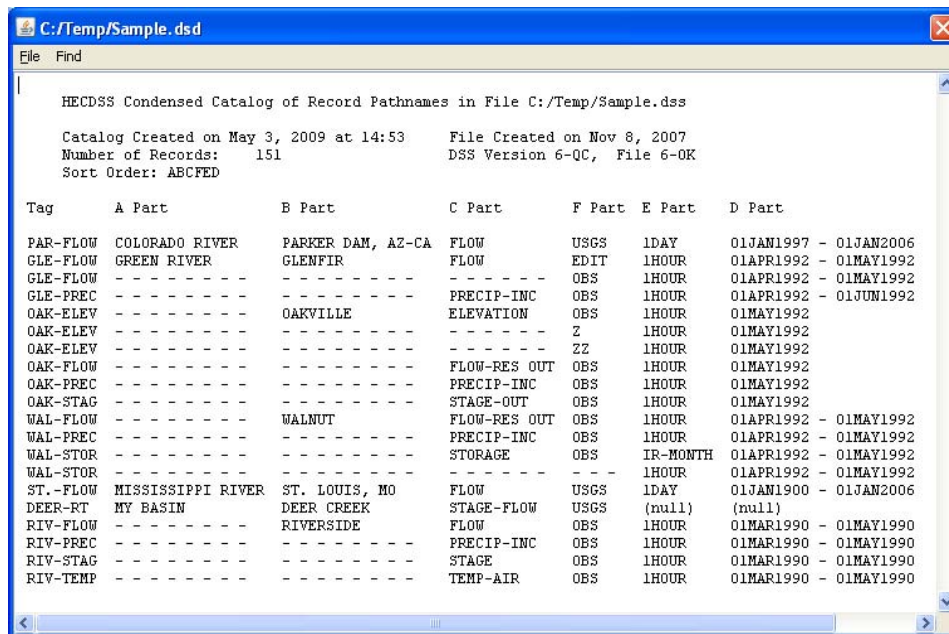 C:/Temp/Sample.dsd
File Find
HECDSS Condensed Catalog of Record Pathnames in File C:/Temp/Sample.dss
Catalog Created on May 3, 2009 at 14:53 File Created on Nov 8, 2007
Number of Records: 151 DSS Version 6-QC, File 6-OK
Sort Order: ABCFED
Tag A Part B Part C Part F Part E Part D Part
PAR-FLOW COLORADO RIVER PARKER DAM, AZ-CA FLOW USGS 1DAY 01JAN1997 - 01JAN2006
GLE-FLOW GREEN RIVER GLENFIR FLOW EDIT 1HOUR 01APR1992 - 01MAY1992
GLE-FLOW - - - - - - - - - - - - - - - - - - - - - - OBS 1HOUR 01APR1992 - 01MAY1992
GLE-PREC - - - - - - - - - - - - - - - - PRECIP-INC OBS 1HOUR 01APR1992 - 01JUN1992
OAK-ELEV - - - - - - - - OAKVILLE ELEVATION OBS 1HOUR 01MAY1992
OAK-ELEV - - - - - - - - - - - - - - - - - - - - - - Z 1HOUR 01MAY1992
OAK-ELEV - - - - - - - - - - - - - - - - - - - - - - ZZ 1HOUR 01MAY1992
OAK-FLOW - - - - - - - - - - - - - - - - FLOW-RES OUT OBS 1HOUR 01MAY1992
OAK-PREC - - - - - - - - - - - - - - - - PRECIP-INC OBS 1HOUR 01MAY1992
OAK-STAG - - - - - - - - - - - - - - - - STAGE-OUT OBS 1HOUR 01MAY1992
WAL-FLOW - - - - - - - - WALNUT FLOW-RES OUT OBS 1HOUR 01APR1992 - 01MAY1992
WAL-PREC - - - - - - - - - - - - - - - - PRECIP-INC OBS 1HOUR 01APR1992 - 01MAY1992
WAL-STOR - - - - - - - - - - - - - - - - STORAGE OBS IR-MONTH 01APR1992 - 01MAY1992
WAL-STOR - - - - - - - - - - - - - - - - - - - - - - - - - 1HOUR 01APR1992 - 01MAY1992
ST.-FLOW MISSISSIPPI RIVER ST. LOUIS, MO FLOW USGS 1DAY 01JAN1900 - 01JAN2006
DEER-RT MY BASIN DEER CREEK STAGE-FLOW USGS (null) (null)
RIV-FLOW - - - - - - - - RIVERSIDE FLOW OBS 1HOUR 01MAR1990 - 01MAY1990
RIV-PREC - - - - - - - - - - - - - - - - PRECIP-INC OBS 1HOUR 01MAR1990 - 01MAY1990
RIV-STAG - - - - - - - - - - - - - - - - STAGE OBS 1HOUR 01MAR1990 - 01MAY1990
RIV-TEMP - - - - - - - - - - - - - - - - TEMP-AIR OBS 1HOUR 01MAR1990 - 01MAY1990